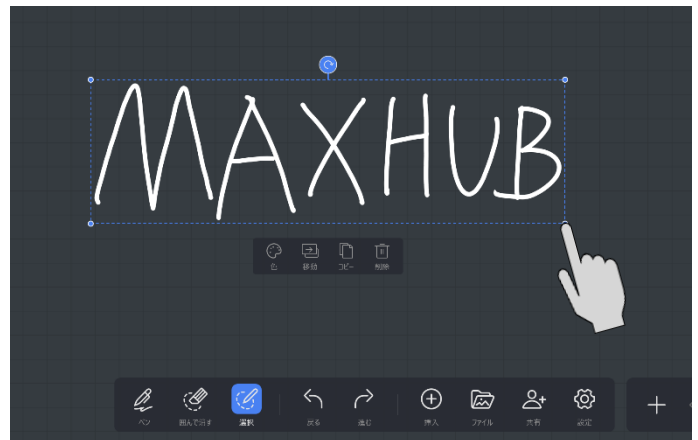 MAXHUB
色 移動 コピー 削除
ペン 囲んで消す 選択 戻る 進む 挿入 ファイル 共有 設定